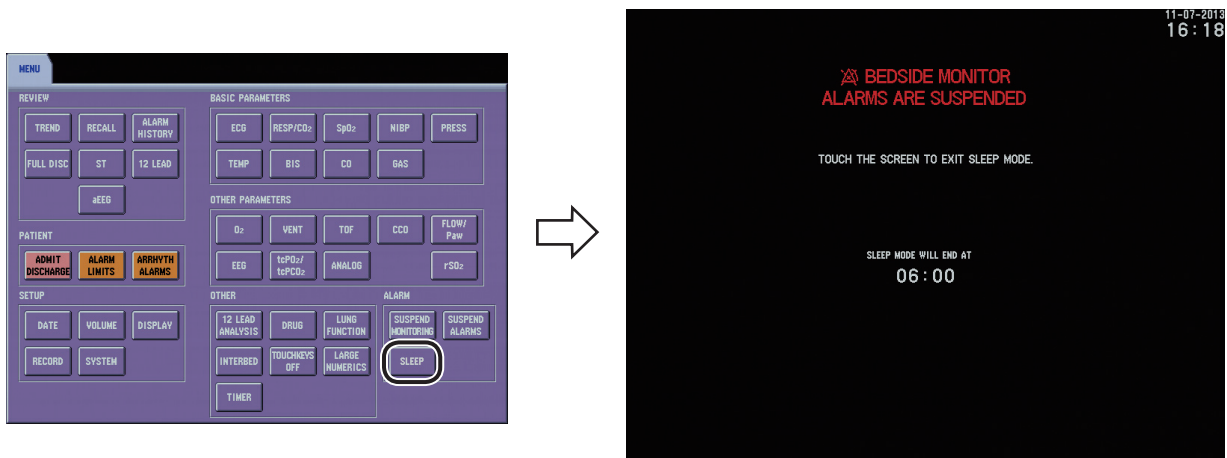 MENU
REVIEW
TREND RECALL ALARM HISTORY
FULL DISC ST 12 LEAD
aEEG
PATIENT
ADMIT DISCHARGE ALARM LIMITS ARRHYTH ALARMS
SETUP
DATE VOLUME DISPLAY
RECORD SYSTEM
BASIC PARAMETERS
ECG RESP/CO₂ SpO₂ NIBP PRESS
TEMP BIS CO GAS
OTHER PARAMETERS
O₂ VENT TOF CCO FLOW/Paw
EEG tcPO₂/tcPCO₂ ANALOG rSO₂
OTHER
12 LEAD ANALYSIS DRUG LUNG FUNCTION
INTERBED TOUCHKEYS OFF LARGE NUMERICS
TIMER
ALARM
SUSPEND MONITORING SUSPEND ALARMS
SLEEP
11-07-2013
16:18
BEDSIDE MONITOR
ALARMS ARE SUSPENDED
TOUCH THE SCREEN TO EXIT SLEEP MODE.
SLEEP MODE WILL END AT
06:00